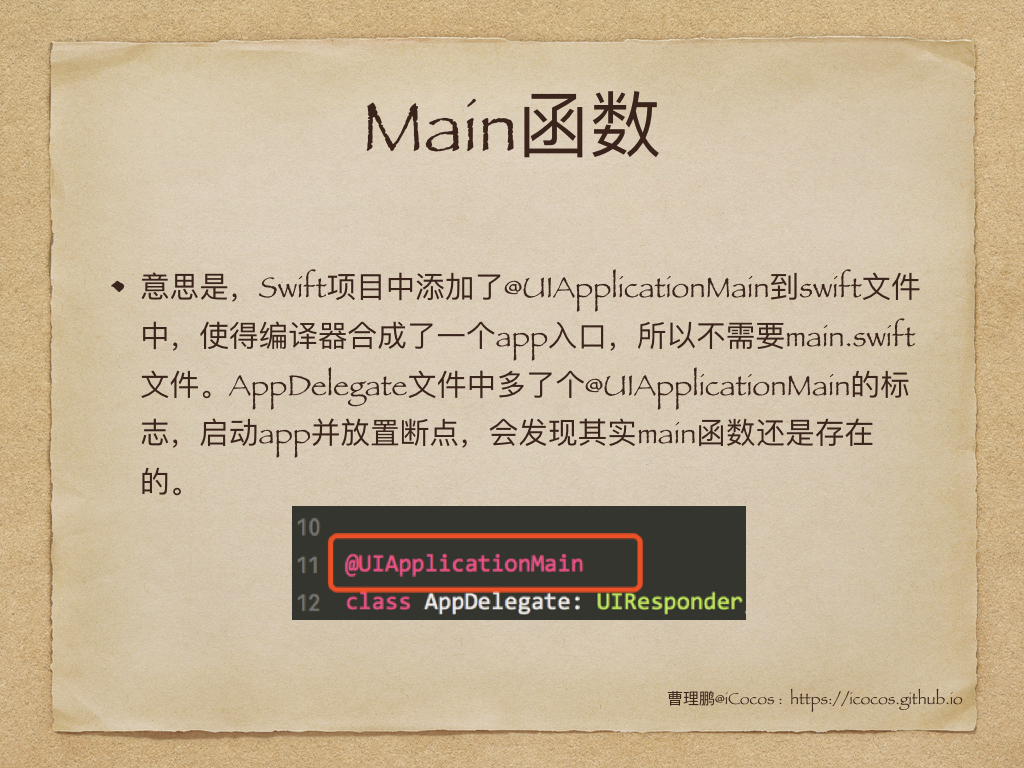 Main函数
• 意思是，Swift项目中添加了@UIApplicationMain到swift文件
中，使得编译器合成了一个app入口，所以不需要main.swift
文件。AppDelegate文件中多了个@UIApplicationMain的标
志，启动app并放置断点，会发现其实main函数还是存在
的。
10
11 @UIApplicationMain
12 class AppDelegate: UIResponder
曹理鹏@iCocos : https://icocos.github.io